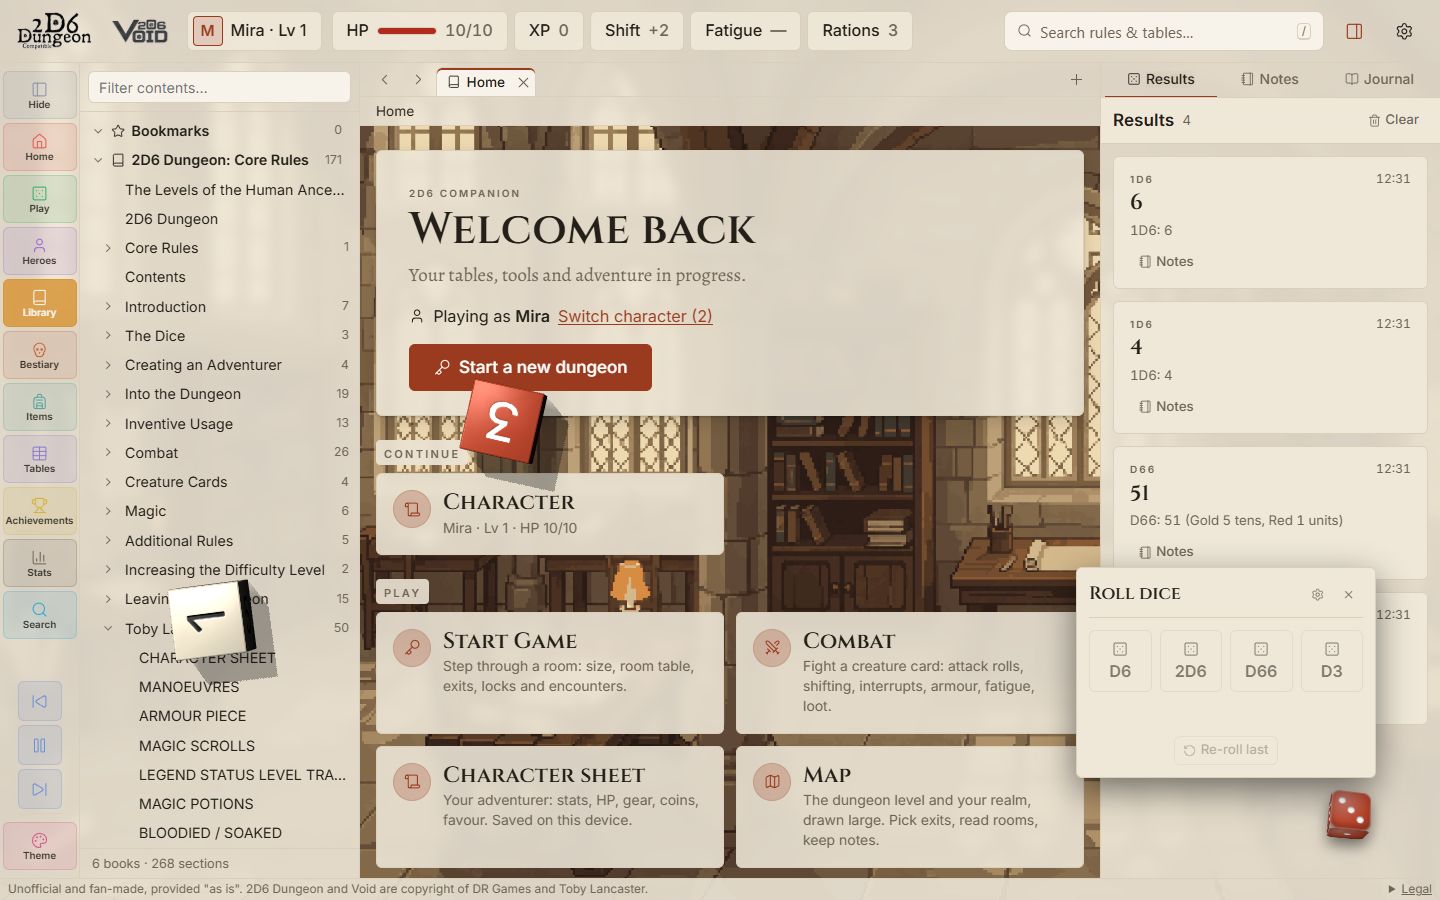 2D6
Dungeon
Compatible
2D6
VOID
M
Mira · Lv 1
HP 10/10
XP 0
Shift +2
Fatigue —
Rations 3
Search rules & tables...
/
Hide
Home
Play
Heroes
Library
Bestiary
Items
Tables
Achievements
Stats
Search
Theme
Filter contents...
Bookmarks 0
2D6 Dungeon: Core Rules 171
The Levels of the Human Ance...
2D6 Dungeon
Core Rules 1
Contents
Introduction 7
The Dice 3
Creating an Adventurer 4
Into the Dungeon 19
Inventive Usage 13
Combat 26
Creature Cards 4
Magic 6
Additional Rules 5
Increasing the Difficulty Level 2
15
Toby 50
CHARACTER SHEET
MANOEUVRES
ARMOUR PIECE
MAGIC SCROLLS
LEGEND STATUS LEVEL TRA...
MAGIC POTIONS
BLOODIED / SOAKED
6 books · 268 sections
Home
Home
2D6 COMPANION
WELCOME BACK
Your tables, tools and adventure in progress.
Playing as Mira Switch character (2)
Start a new dungeon
3
1
CONTINUE
CHARACTER
Mira · Lv 1 · HP 10/10
PLAY
START GAME
Step through a room: size, room table,
exits, locks and encounters.
COMBAT
Fight a creature card: attack rolls,
shifting, interrupts, armour, fatigue,
loot.
CHARACTER SHEET
Your adventurer: stats, HP, gear, coins,
favour. Saved on this device.
MAP
The dungeon level and your realm,
drawn large. Pick exits, read rooms,
keep notes.
Results
Notes
Journal
Results 4
Clear
1D6 12:31
6
1D6: 6
Notes
1D6 12:31
4
1D6: 4
Notes
D66 12:31
51
D66: 51 (Gold 5 tens, Red 1 units)
Notes
12:31
ROLL DICE
D6
2D6
D66
D3
Re-roll last
Unofficial and fan-made, provided "as is". 2D6 Dungeon and Void are copyright of DR Games and Toby Lancaster.
Legal